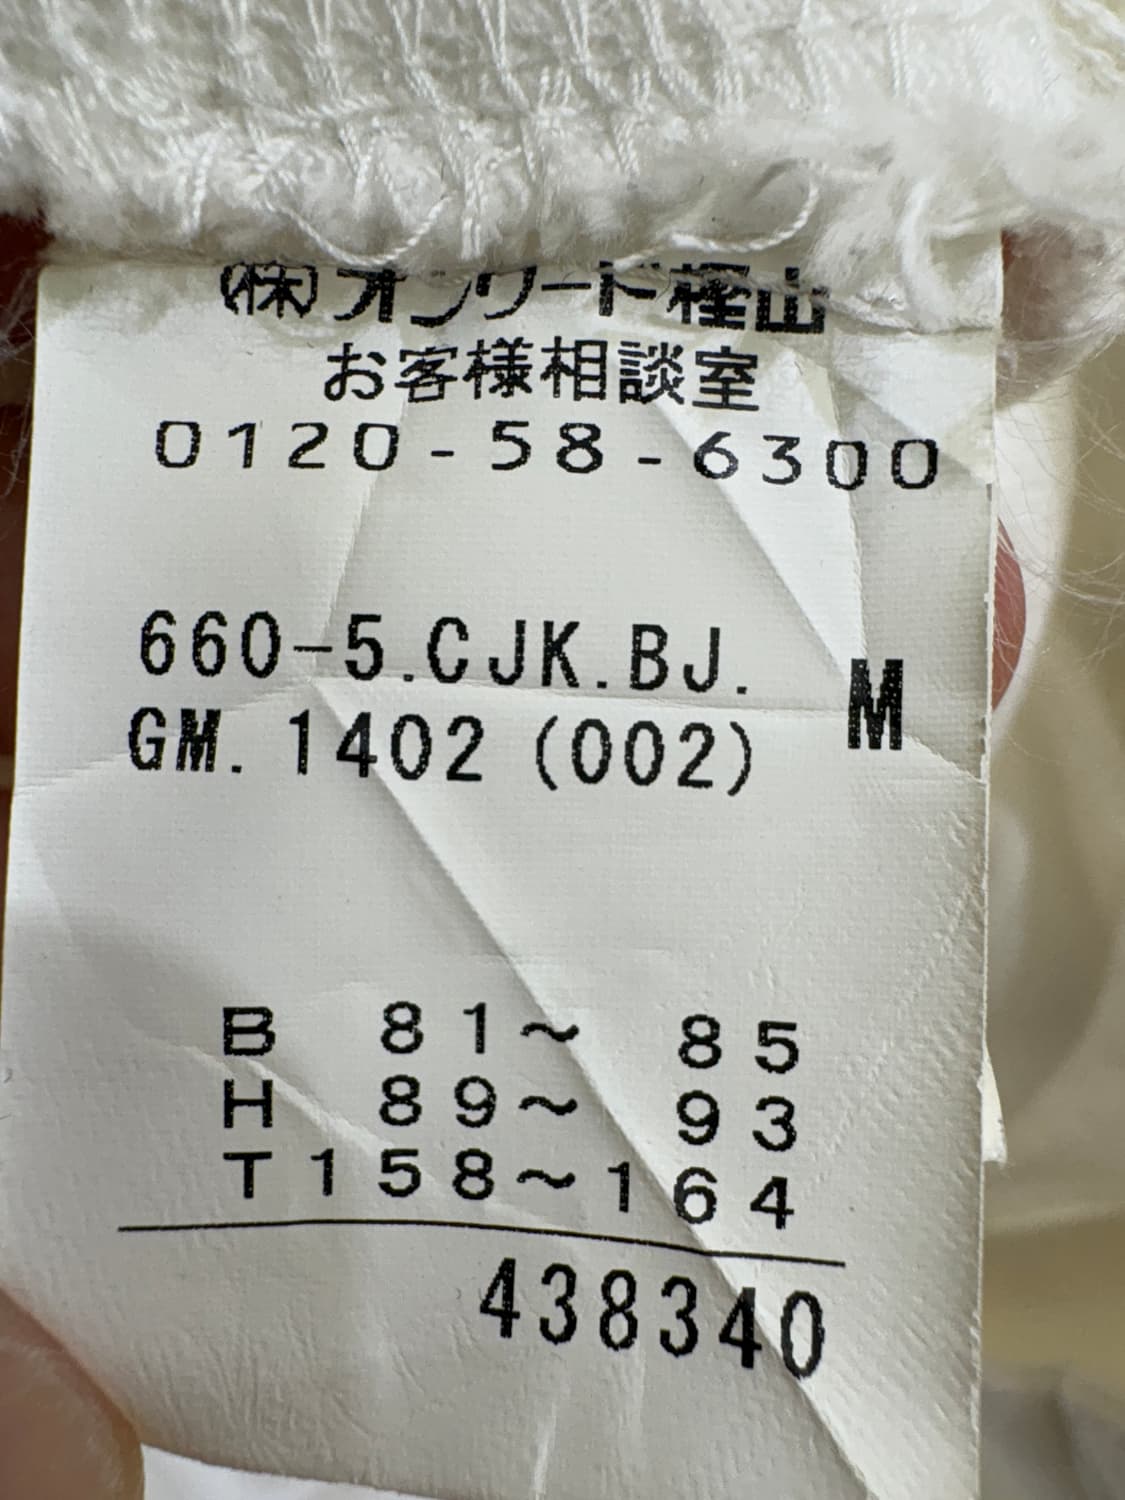 (株)オンワード樫山
お客様相談室
0120-58-6300
660-5.CJK.BJ.
GM.1402(002) M
B 81~ 85
H 89~ 93
T158~164
438340